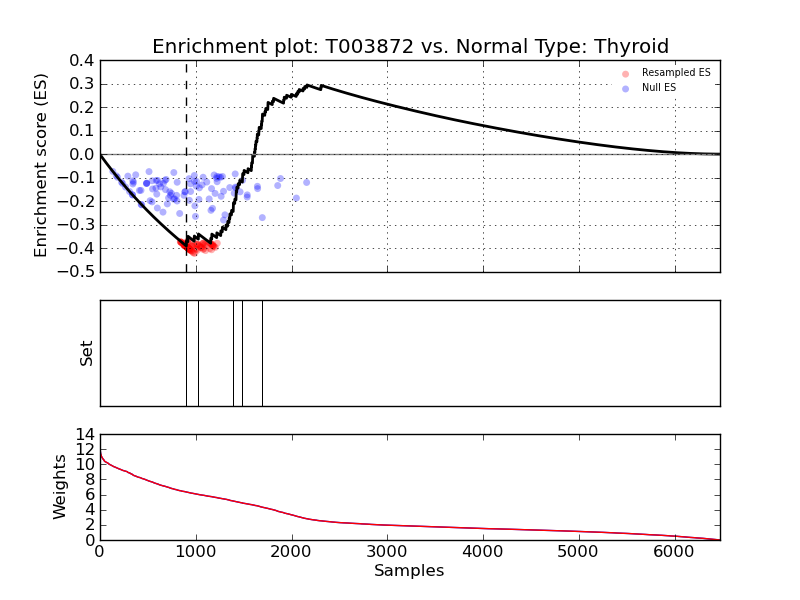 Enrichment plot: T003872 vs. Normal Type: Thyroid
Enrichment score (ES)
0.4
0.3
0.2
0.1
0.0
−0.1
−0.2
−0.3
−0.4
−0.5
Resampled ES
Null ES
Set
Weights
14
12
10
8
6
4
2
0
0 1000 2000 3000 4000 5000 6000
Samples